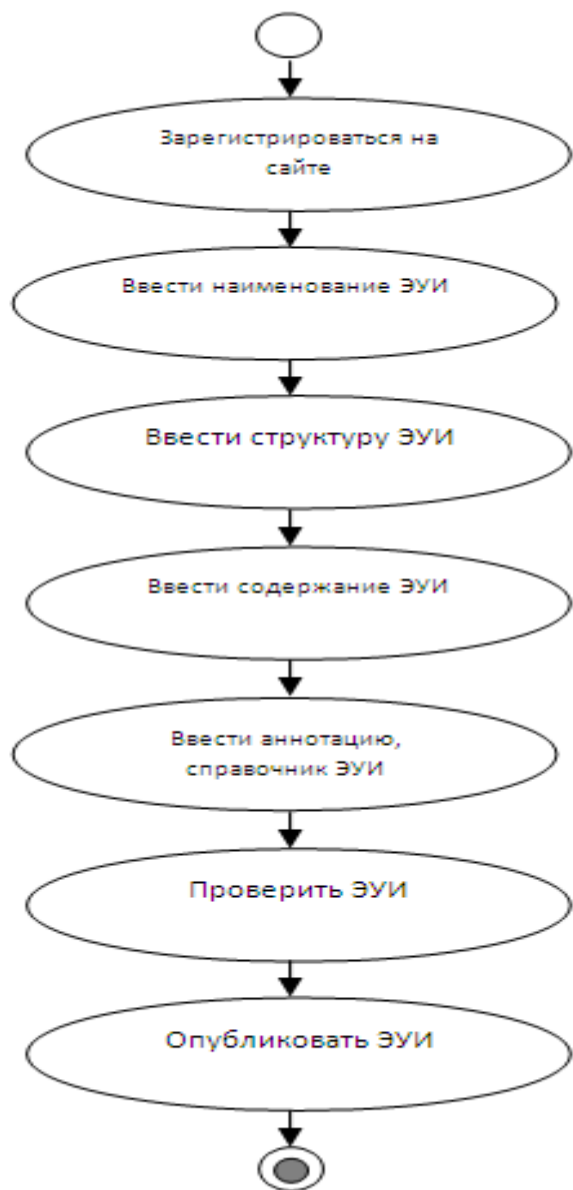 Зарегистрироваться на
сайте
Ввести наименование ЭУИ
Ввести структуру ЭУИ
Ввести содержание ЭУИ
Ввести аннотацию,
справочник ЭУИ
Проверить ЭУИ
Опубликовать ЭУИ